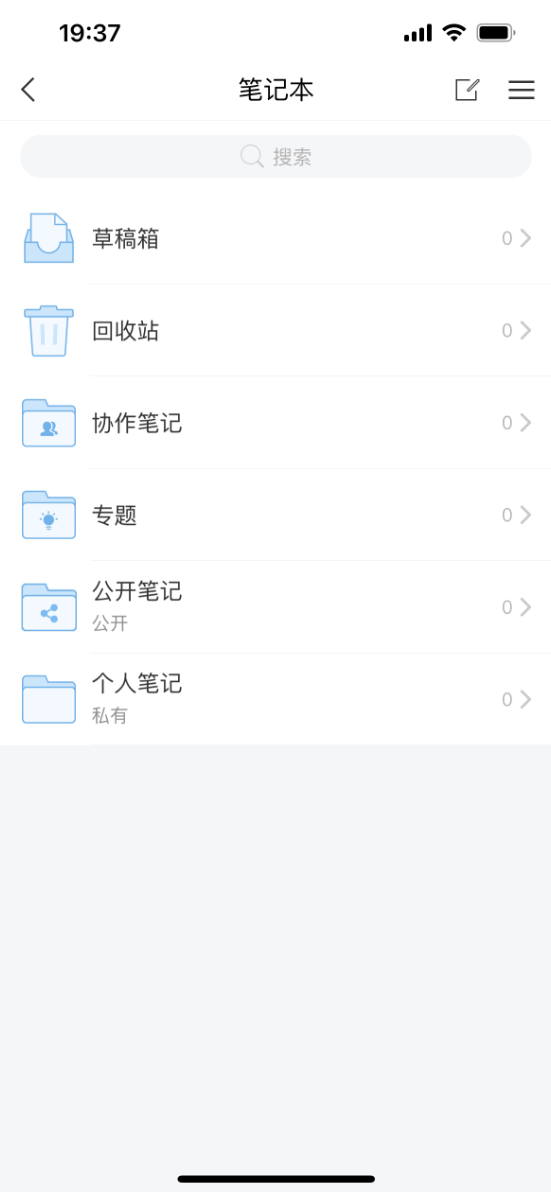 19:37
笔记本
搜索
草稿箱 0
回收站 0
协作笔记 0
专题 0
公开笔记 0
公开
个人笔记 0
私有